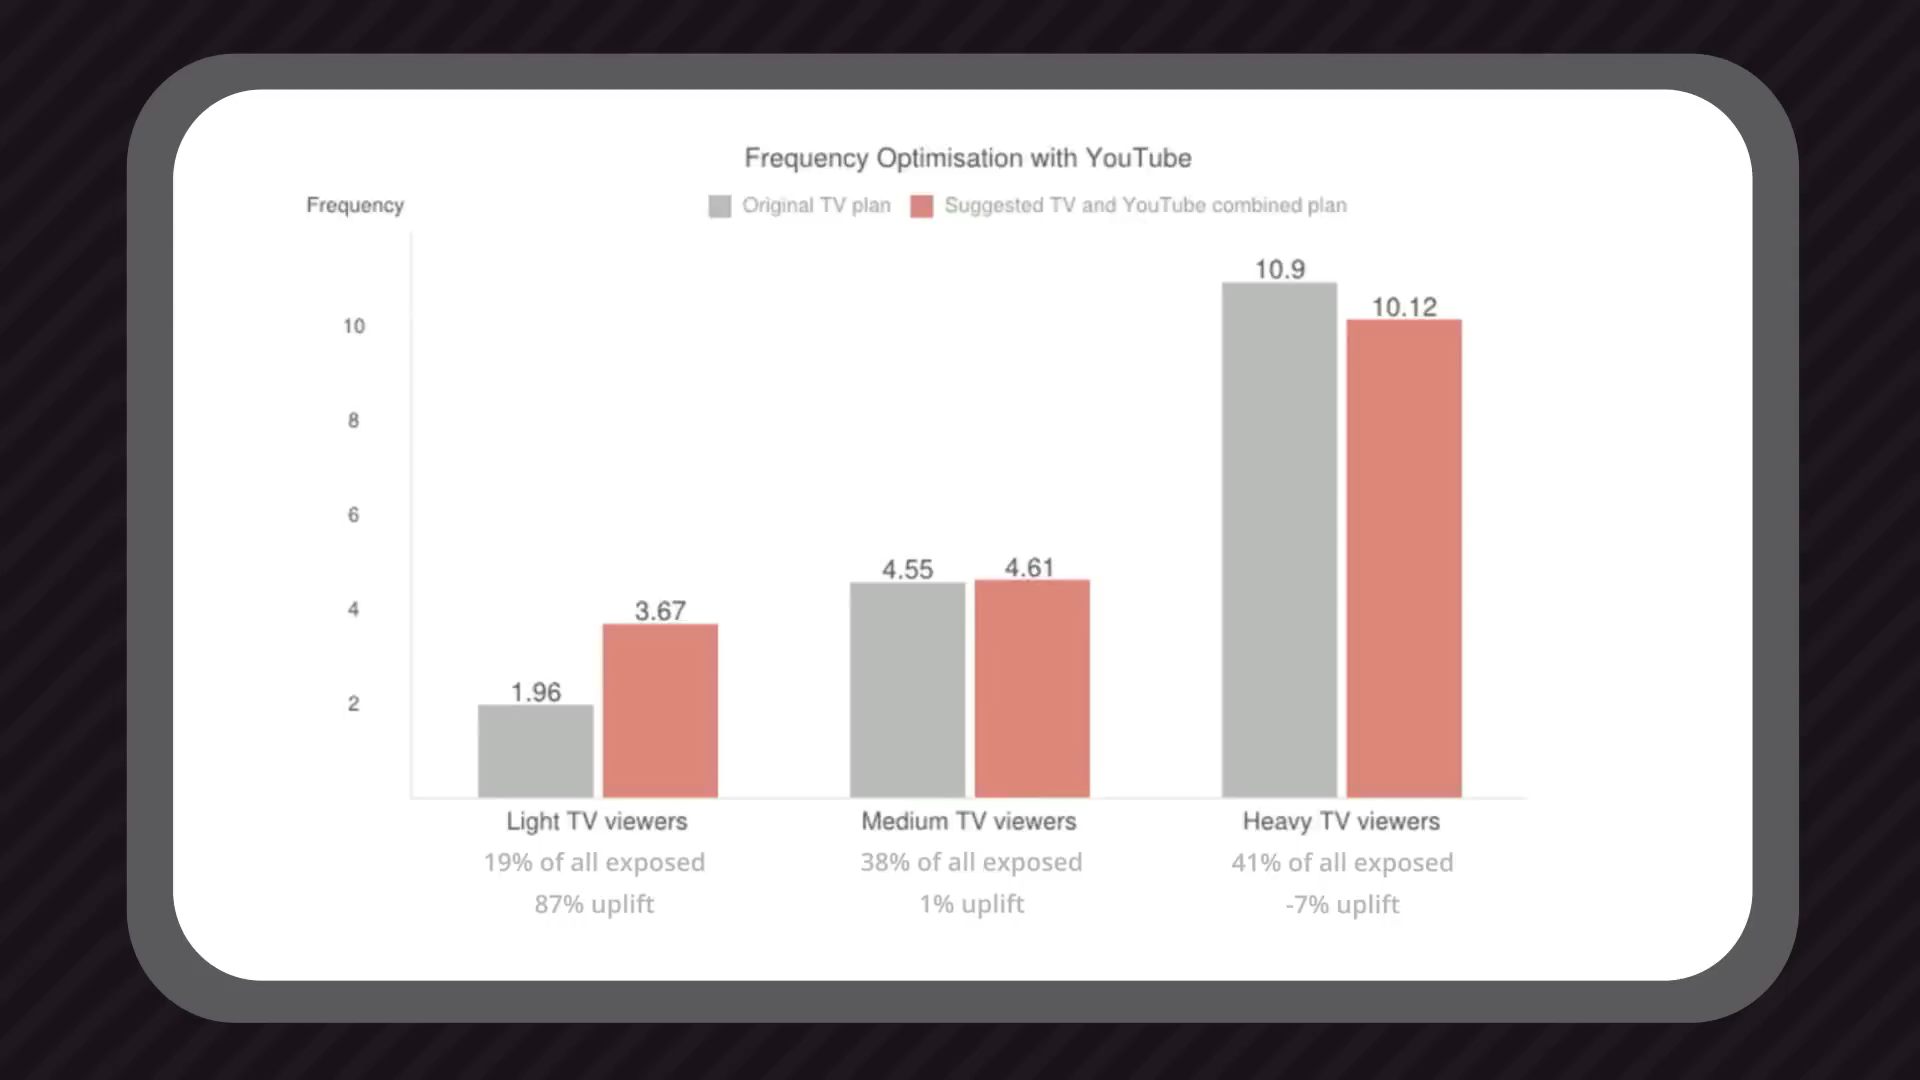 Frequency Optimisation with YouTube
Frequency
Original TV plan
Suggested TV and YouTube combined plan
10.9
10.12
10
8
6
4.55
4.61
4
3.67
1.96
2
Light TV viewers
Medium TV viewers
Heavy TV viewers
19% of all exposed
38% of all exposed
41% of all exposed
87% uplift
1% uplift
-7% uplift